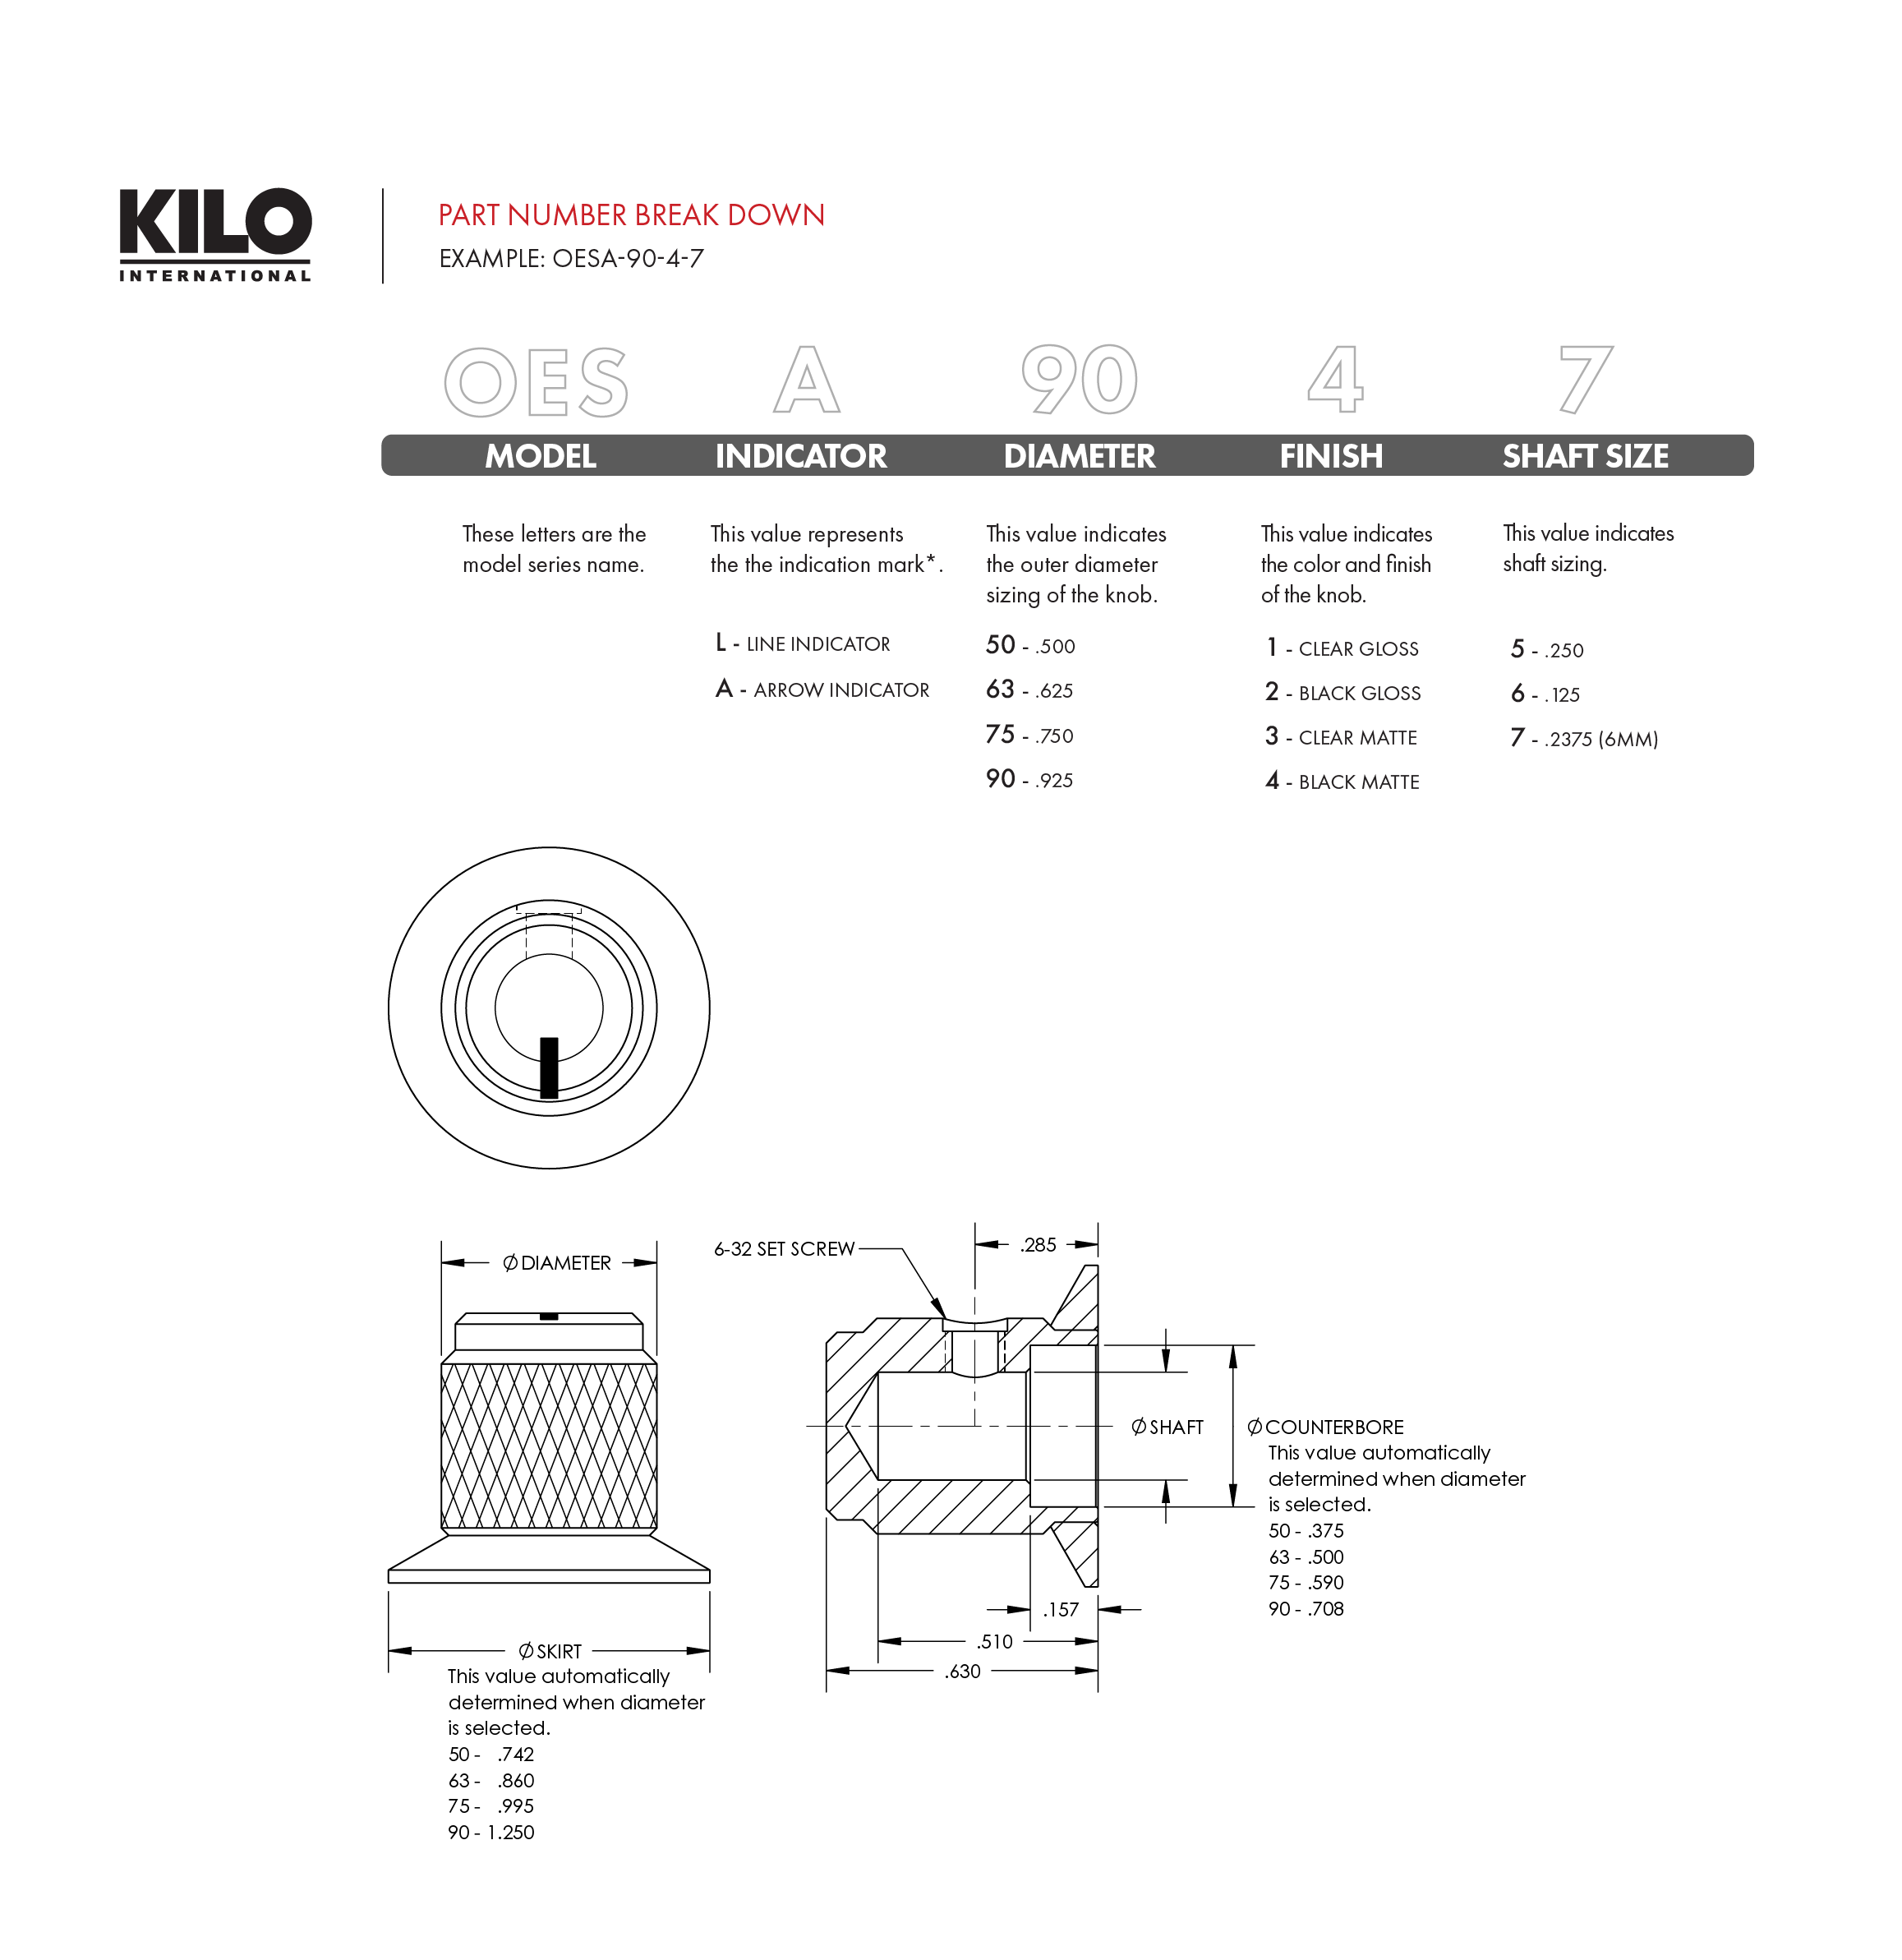 KILO
INTERNATIONAL
PART NUMBER BREAK DOWN
EXAMPLE: OESA-90-4-7
OES A 90 4 7
MODEL INDICATOR DIAMETER FINISH SHAFT SIZE
These letters are the
model series name.
This value represents
the the indication mark*.
L - LINE INDICATOR
A - ARROW INDICATOR
This value indicates
the outer diameter
sizing of the knob.
50 - .500
63 - .625
75 - .750
90 - .925
This value indicates
the color and finish
of the knob.
1 - CLEAR GLOSS
2 - BLACK GLOSS
3 - CLEAR MATTE
4 - BLACK MATTE
This value indicates
shaft sizing.
5 - .250
6 - .125
7 - .2375 (6MM)
Ø DIAMETER
Ø SKIRT
This value automatically
determined when diameter
is selected.
50 - .742
63 - .860
75 - .995
90 - 1.250
6-32 SET SCREW
.285
Ø SHAFT
Ø COUNTERBORE
This value automatically
determined when diameter
is selected.
50 - .375
63 - .500
75 - .590
90 - .708
.157
.510
.630